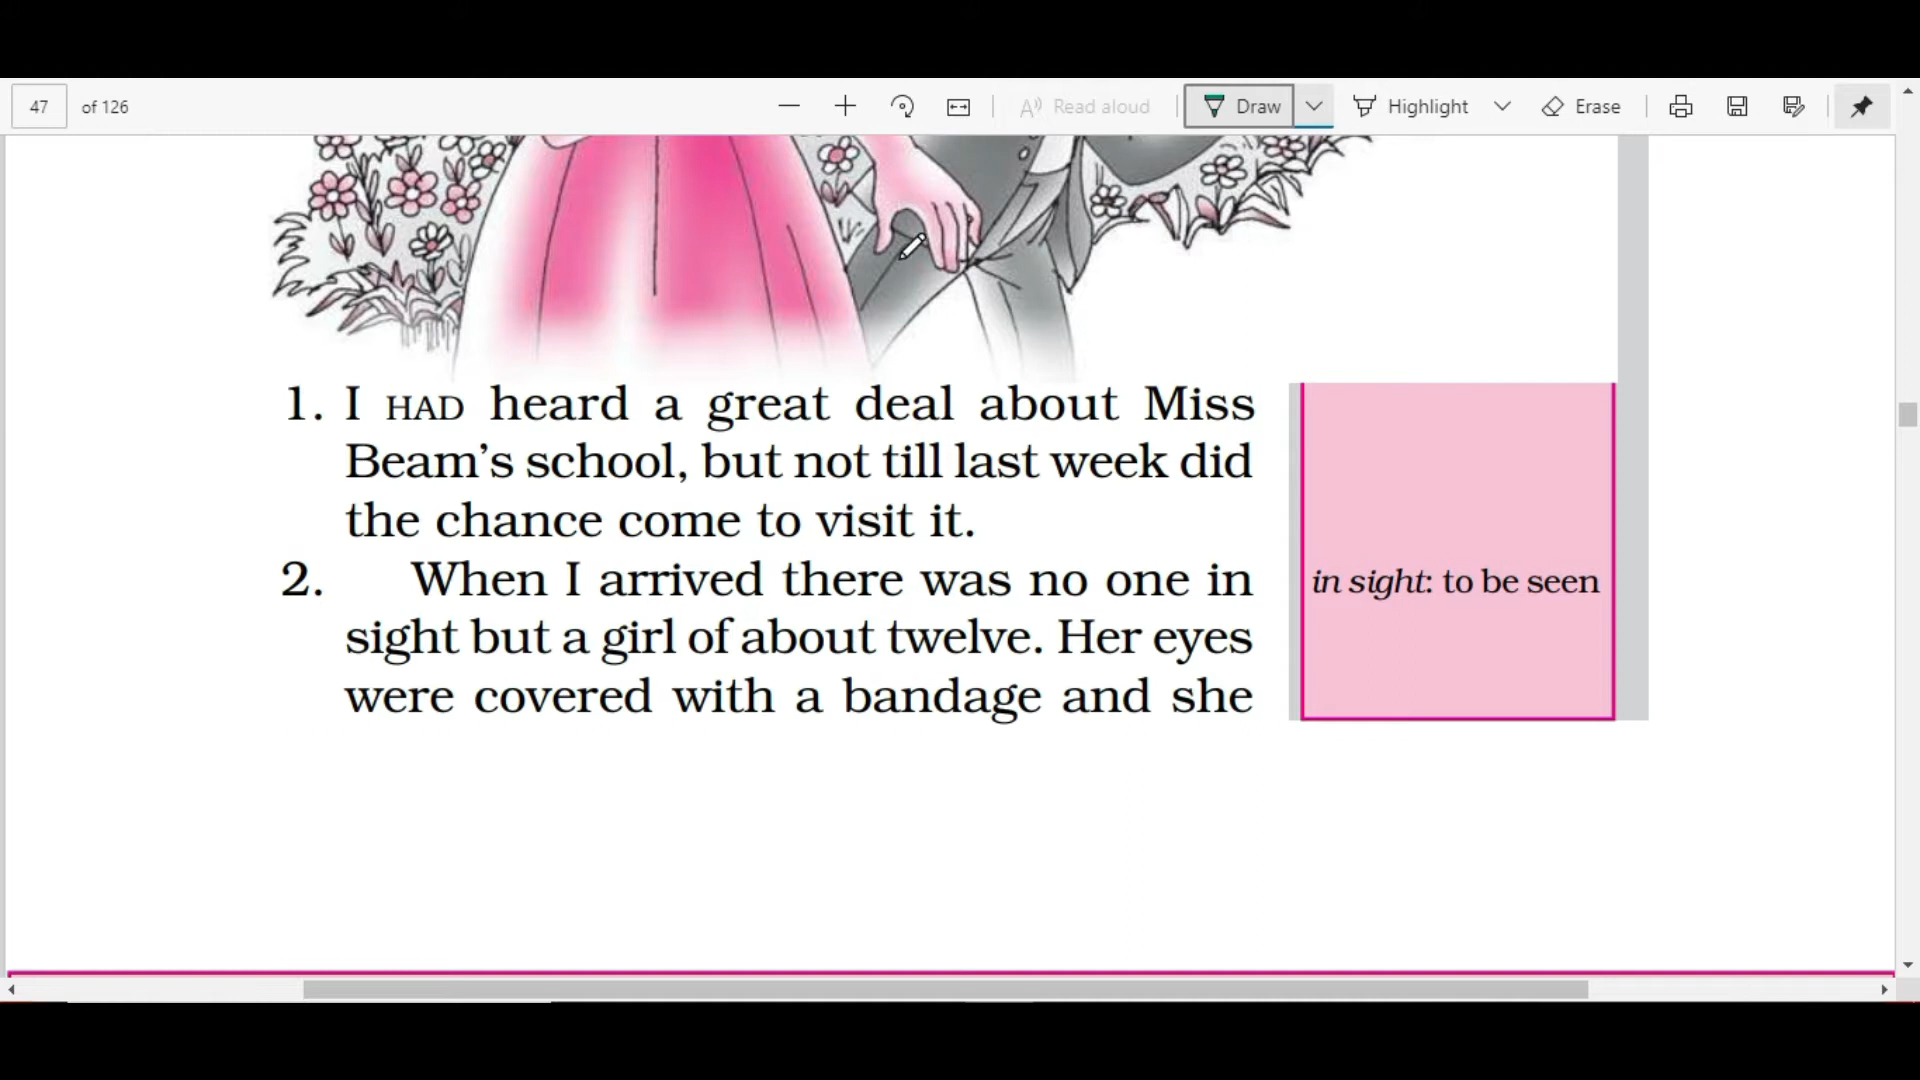 47 of 126 Read aloud Draw Highlight Erase
1. I HAD heard a great deal about Miss
Beam’s school, but not till last week did
the chance come to visit it.
2. When I arrived there was no one in
sight but a girl of about twelve. Her eyes
were covered with a bandage and she
in sight: to be seen